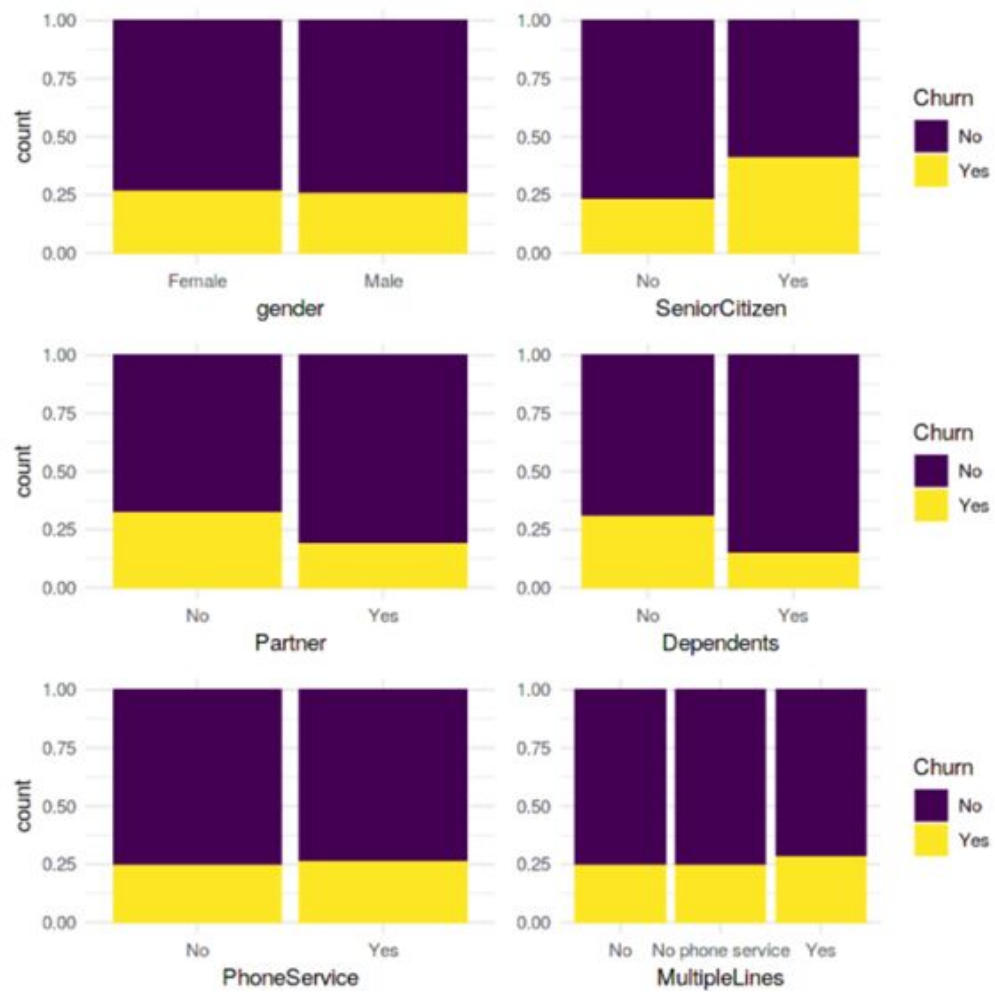 1.00
0.75
0.50
0.25
0.00
count
Female Male
gender
1.00
0.75
0.50
0.25
0.00
No Yes
SeniorCitizen
Churn
No
Yes
1.00
0.75
0.50
0.25
0.00
count
No Yes
Partner
1.00
0.75
0.50
0.25
0.00
No Yes
Dependents
Churn
No
Yes
1.00
0.75
0.50
0.25
0.00
count
No Yes
PhoneService
1.00
0.75
0.50
0.25
0.00
No No phone service Yes
MultipleLines
Churn
No
Yes